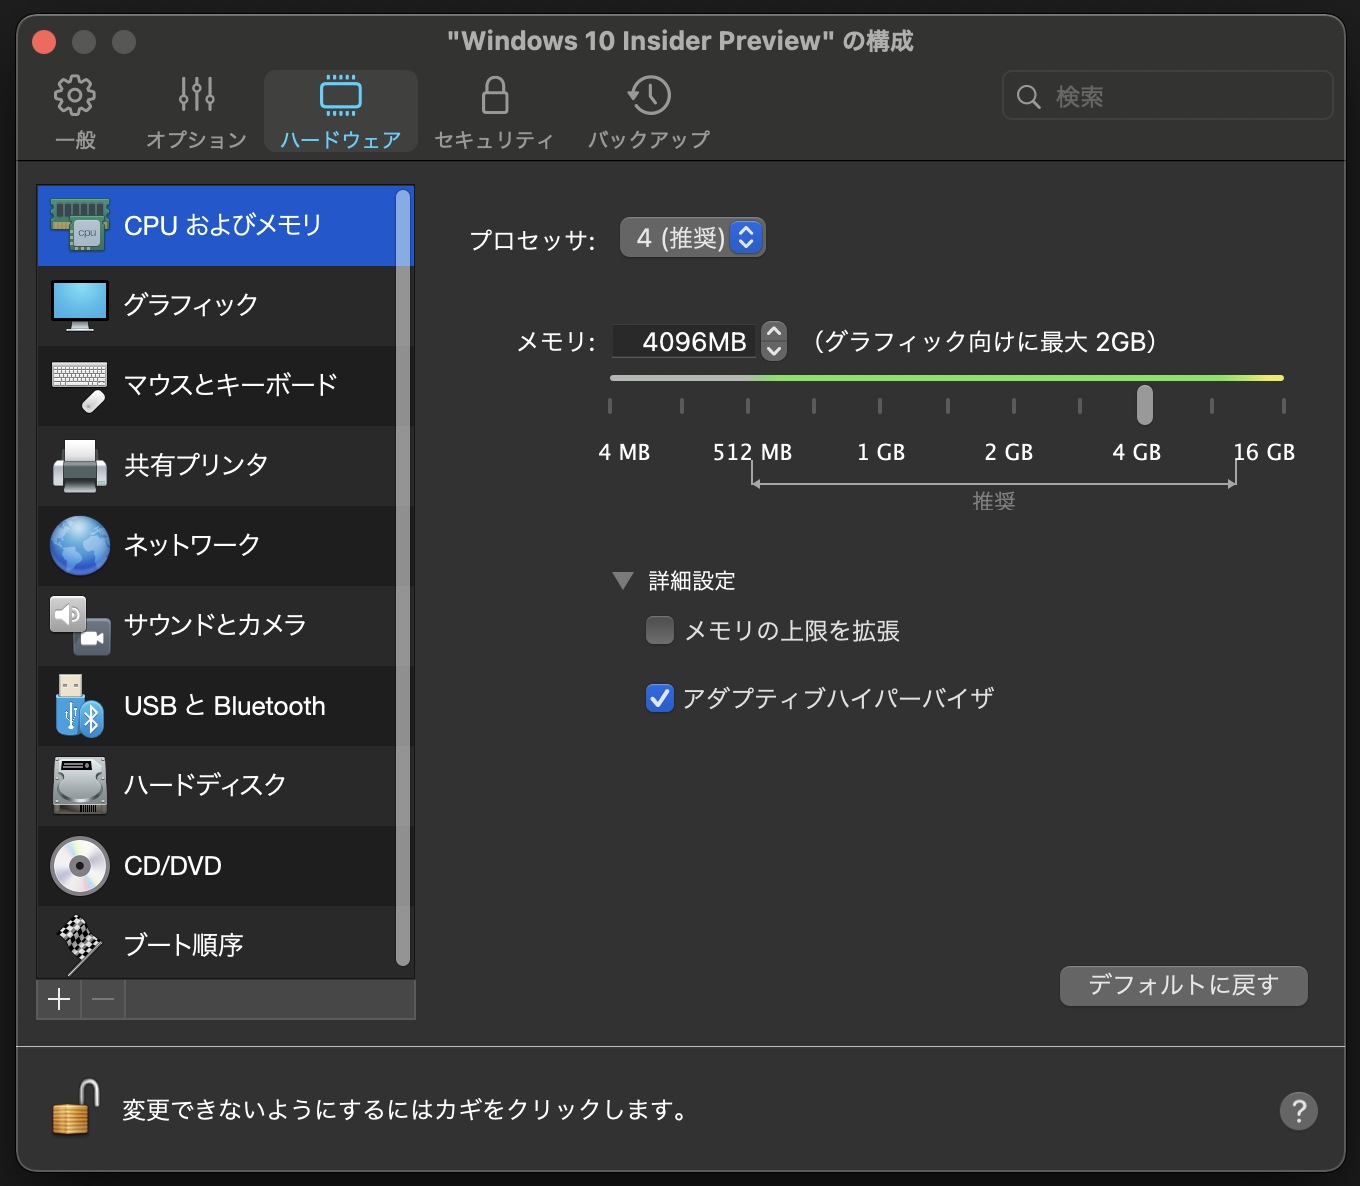 "Windows 10 Insider Preview" の構成
一般
オプション
ハードウェア
セキュリティ
バックアップ
検索
CPU およびメモリ
グラフィック
マウスとキーボード
共有プリンタ
ネットワーク
サウンドとカメラ
USB と Bluetooth
ハードディスク
CD/DVD
ブート順序
プロセッサ: 4 (推奨)
メモリ: 4096MB （グラフィック向けに最大 2GB）
4 MB 512 MB 1 GB 2 GB 4 GB 16 GB
推奨
詳細設定
メモリの上限を拡張
アダプティブハイパーバイザ
デフォルトに戻す
変更できないようにするにはカギをクリックします。
?
cpu